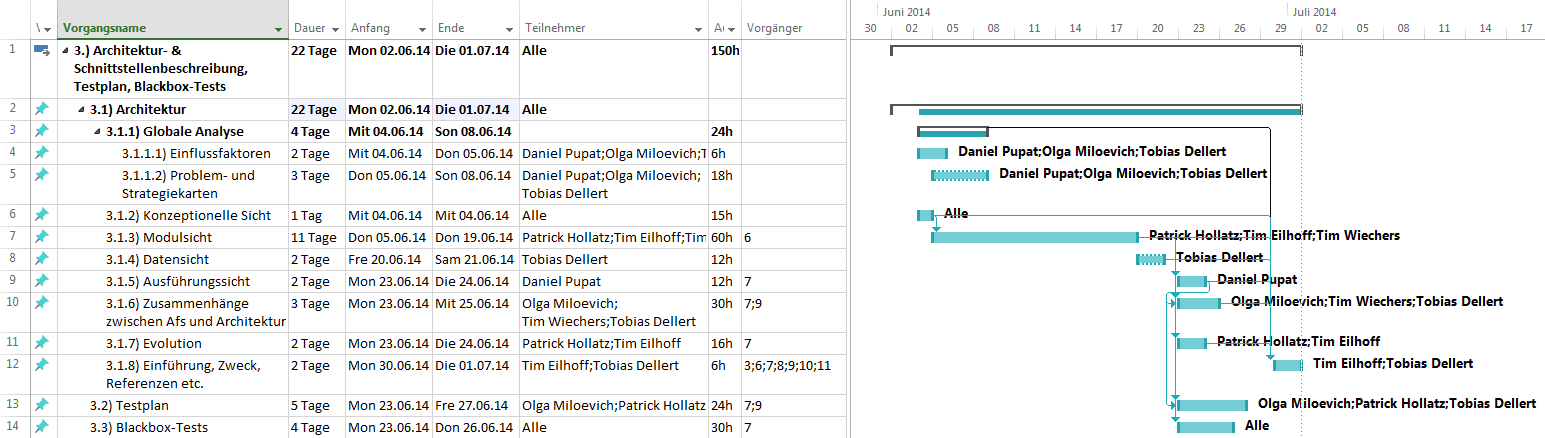 Juni 2014 Juli 2014
\ Vorgangsname Dauer Anfang Ende Teilnehmer Vorgänger
30 02 05 08 11 14 17 20 23 26 29 02 05 08 11 14 17
1 3.) Architektur- & 22 Tage Mon 02.06.14 Die 01.07.14 Alle 150h
Schnittstellenbeschreibung,
Testplan, Blackbox-Tests
2 3.1) Architektur 22 Tage Mon 02.06.14 Die 01.07.14 Alle
3 3.1.1) Globale Analyse 4 Tage Mit 04.06.14 Son 08.06.14 24h
4 3.1.1.1) Einflussfaktoren 2 Tage Mit 04.06.14 Don 05.06.14 Daniel Pupat;Olga Miloevich;T 6h Daniel Pupat;Olga Miloevich;Tobias Dellert
5 3.1.1.2) Problem- und 3 Tage Don 05.06.14 Son 08.06.14 Daniel Pupat;Olga Miloevich; 18h Daniel Pupat;Olga Miloevich;Tobias Dellert
Strategiekarten Tobias Dellert
6 3.1.2) Konzeptionelle Sicht 1 Tag Mit 04.06.14 Mit 04.06.14 Alle 15h Alle
7 3.1.3) Modulsicht 11 Tage Don 05.06.14 Don 19.06.14 Patrick Hollatz;Tim Eilhoff;Tim 60h 6 Patrick Hollatz;Tim Eilhoff;Tim Wiechers
8 3.1.4) Datensicht 2 Tage Fre 20.06.14 Sam 21.06.14 Tobias Dellert 12h Tobias Dellert
9 3.1.5) Ausführungssicht 2 Tage Mon 23.06.14 Die 24.06.14 Daniel Pupat 12h 7 Daniel Pupat
10 3.1.6) Zusammenhänge 3 Tage Mon 23.06.14 Mit 25.06.14 Olga Miloevich; 30h 7;9 Olga Miloevich;Tim Wiechers;Tobias Dellert
zwischen Afs und Architektur Tim Wiechers;Tobias Dellert
11 3.1.7) Evolution 2 Tage Mon 23.06.14 Die 24.06.14 Patrick Hollatz;Tim Eilhoff 16h 7 Patrick Hollatz;Tim Eilhoff
12 3.1.8) Einführung, Zweck, 2 Tage Mon 30.06.14 Die 01.07.14 Tim Eilhoff;Tobias Dellert 6h 3;6;7;8;9;10;11 Tim Eilhoff;Tobias Dellert
Referenzen etc.
13 3.2) Testplan 5 Tage Mon 23.06.14 Fre 27.06.14 Olga Miloevich;Patrick Hollatz 24h 7;9 Olga Miloevich;Patrick Hollatz;Tobias Dellert
14 3.3) Blackbox-Tests 4 Tage Mon 23.06.14 Don 26.06.14 Alle 30h 7 Alle